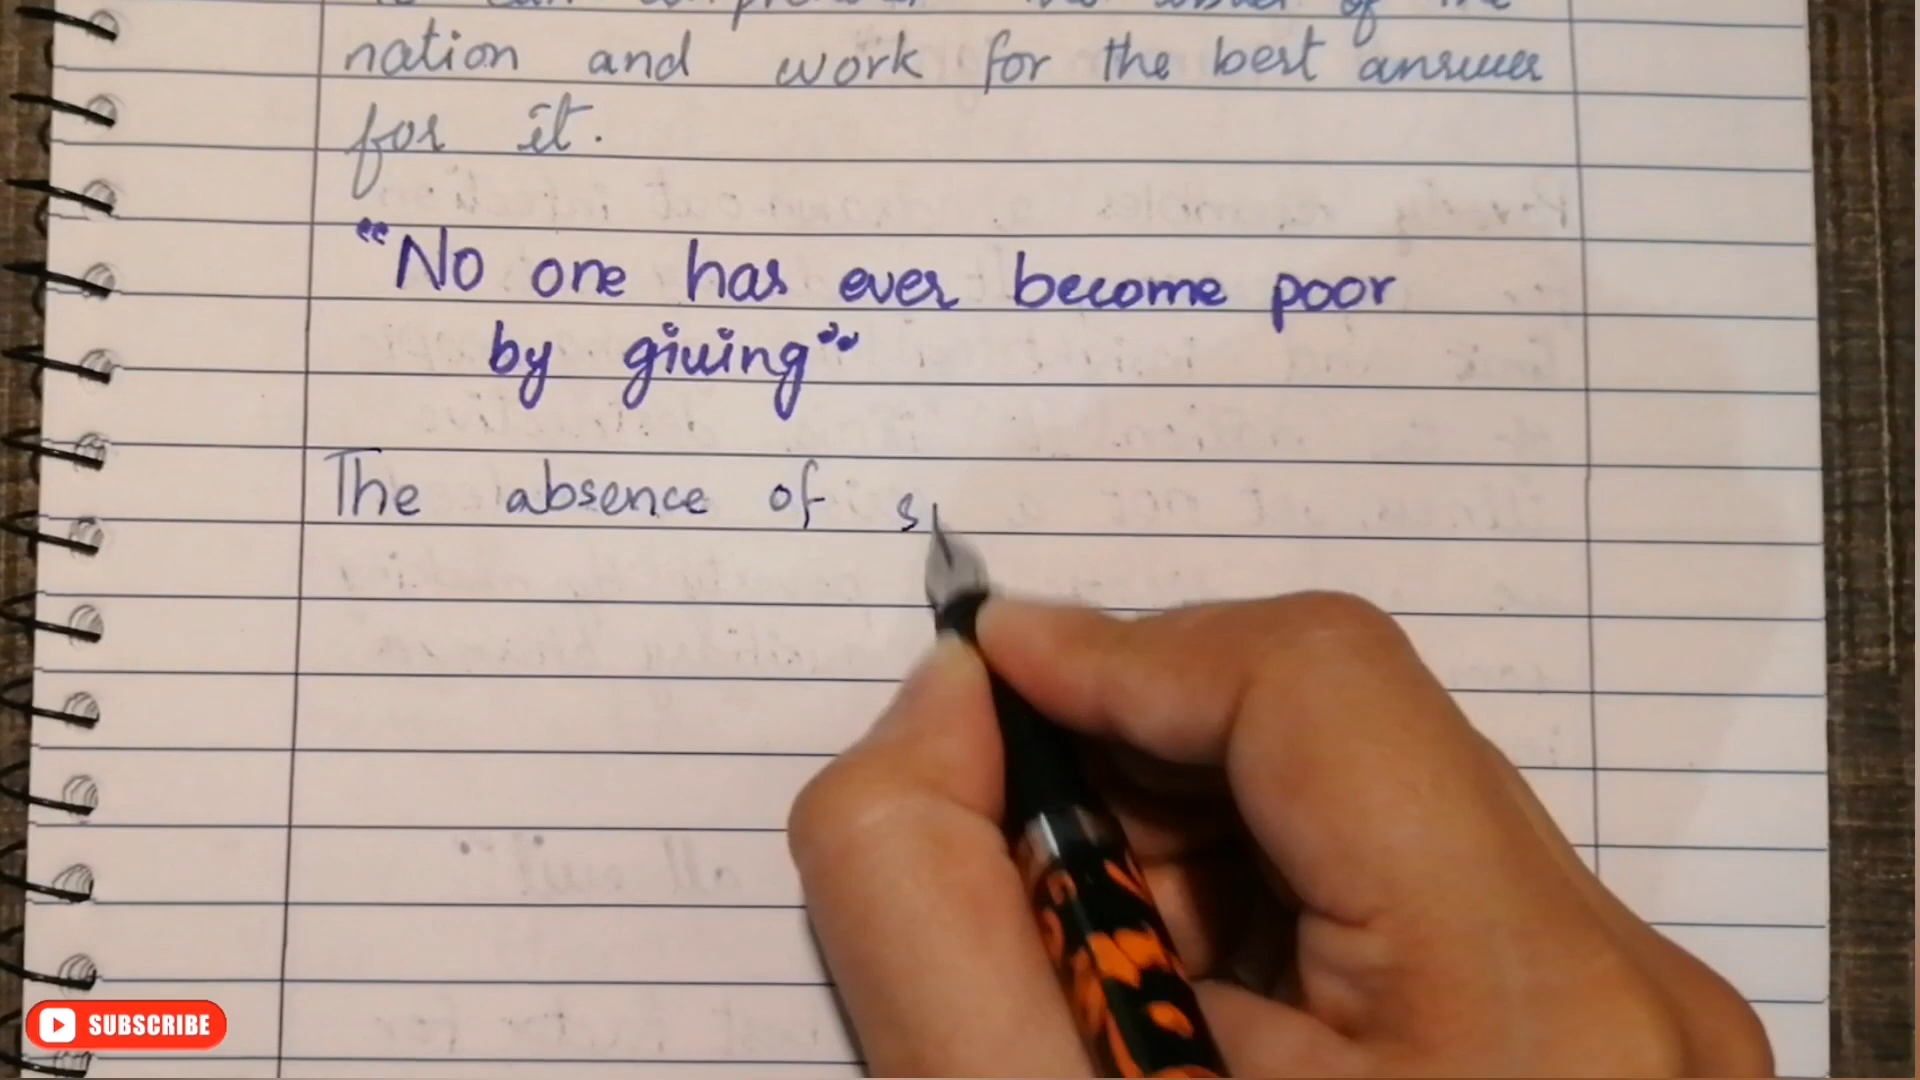 nation and work for the best answer
for it.
"No one has ever become poor
by giving"
The absence of s
SUBSCRIBE